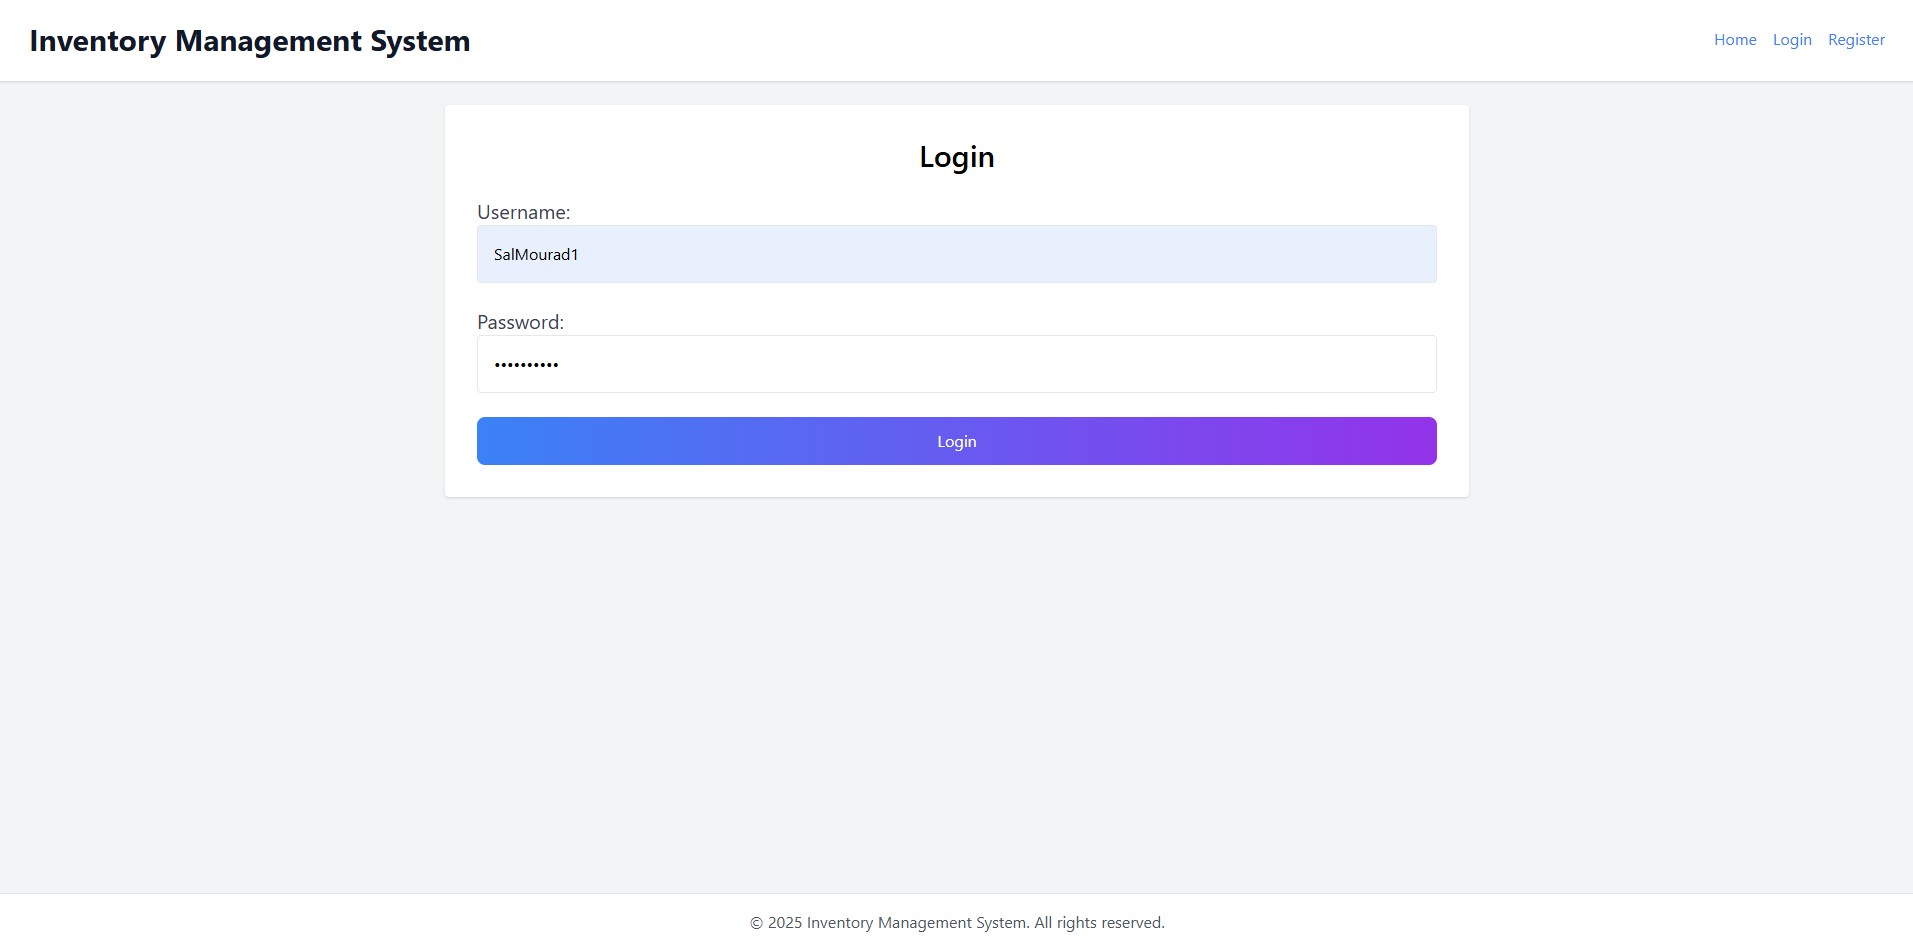 Inventory Management System
Home Login Register
Login
Username:
SalMourad1
Password:
••••••••••
Login
© 2025 Inventory Management System. All rights reserved.